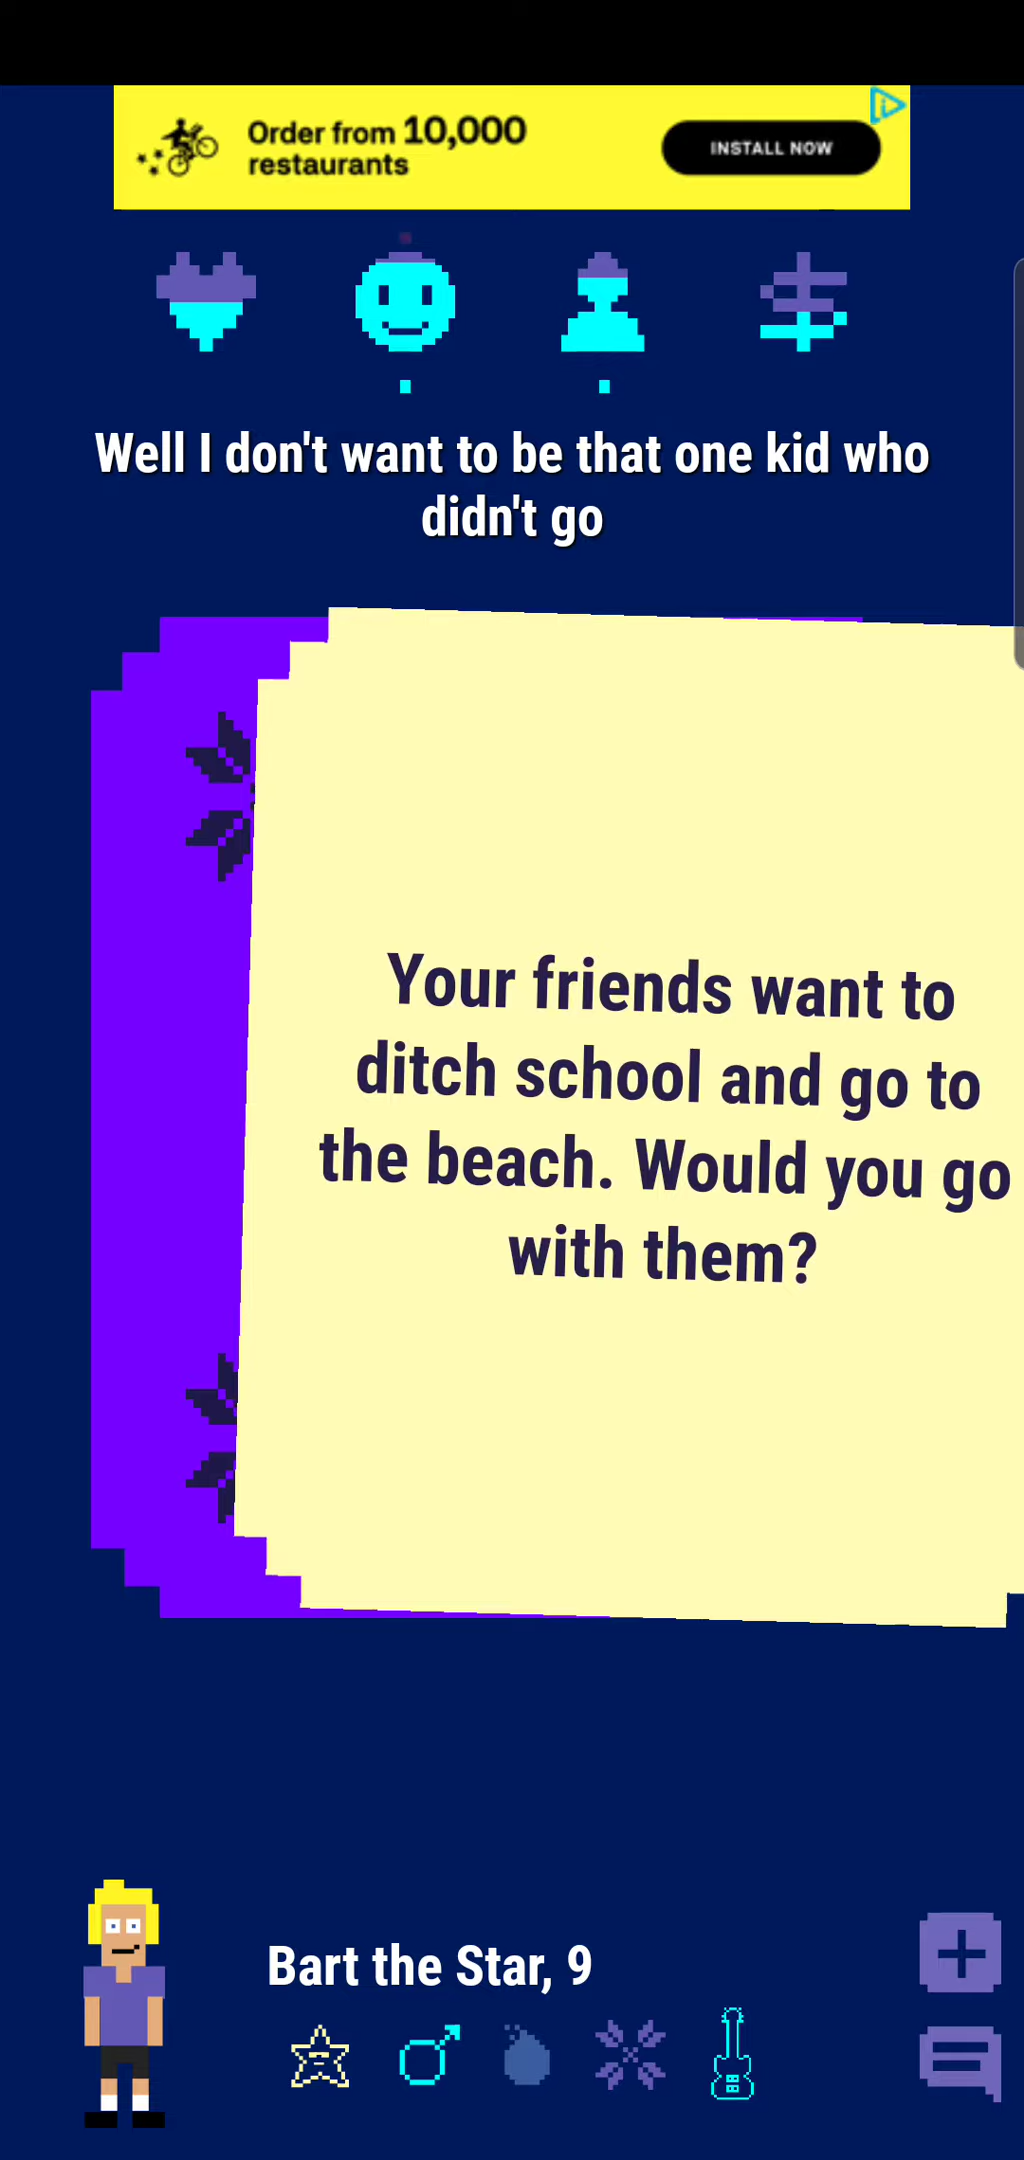 Order from 10,000
restaurants
INSTALL NOW
Well I don't want to be that one kid who
didn't go
Your friends want to
ditch school and go to
the beach. Would you go
with them?
Bart the Star, 9